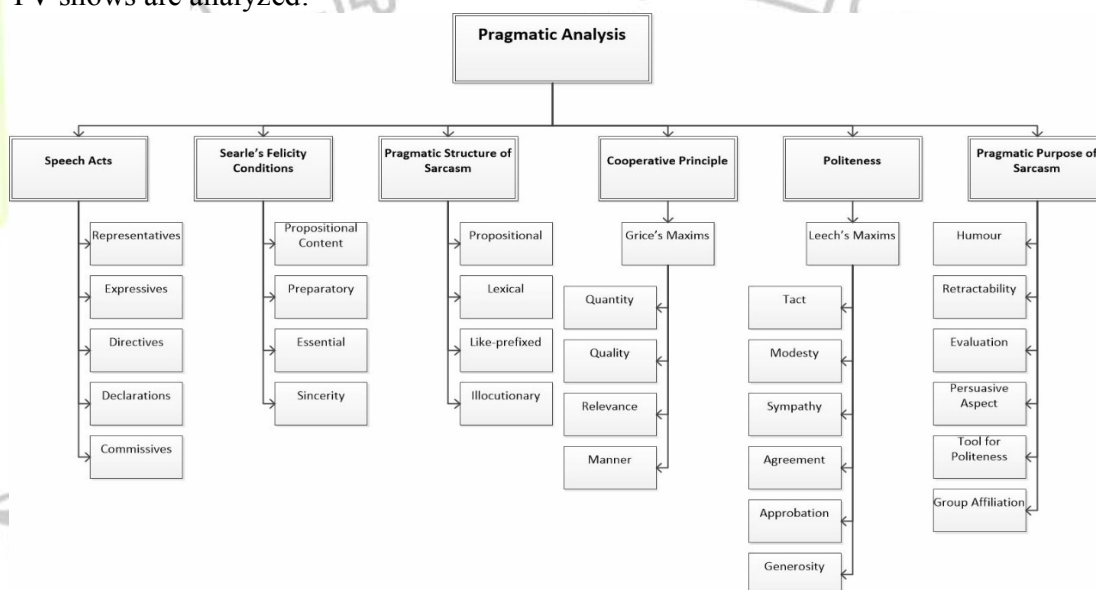 TV shows are analyzed:
Pragmatic Analysis
Speech Acts
Representatives
Expressives
Directives
Declarations
Commissives
Searle's Felicity
Conditions
Propositional
Content
Preparatory
Essential
Sincerity
Pragmatic Structure of
Sarcasm
Propositional
Lexical
Like-prefixed
Illocutionary
Cooperative Principle
Grice's Maxims
Quantity
Quality
Relevance
Manner
Politeness
Leech's Maxims
Tact
Modesty
Sympathy
Agreement
Approbation
Generosity
Pragmatic Purpose of
Sarcasm
Humour
Retractability
Evaluation
Persuasive
Aspect
Tool for
Politeness
Group Affiliation